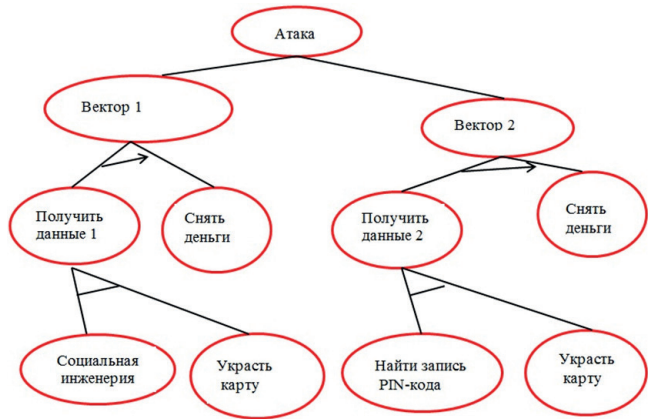 Атака
Вектор 1
Вектор 2
Получить
данные 1
Снять
деньги
Получить
данные 2
Снять
деньги
Социальная
инженерия
Украсть
карту
Найти запись
PIN-кода
Украсть
карту